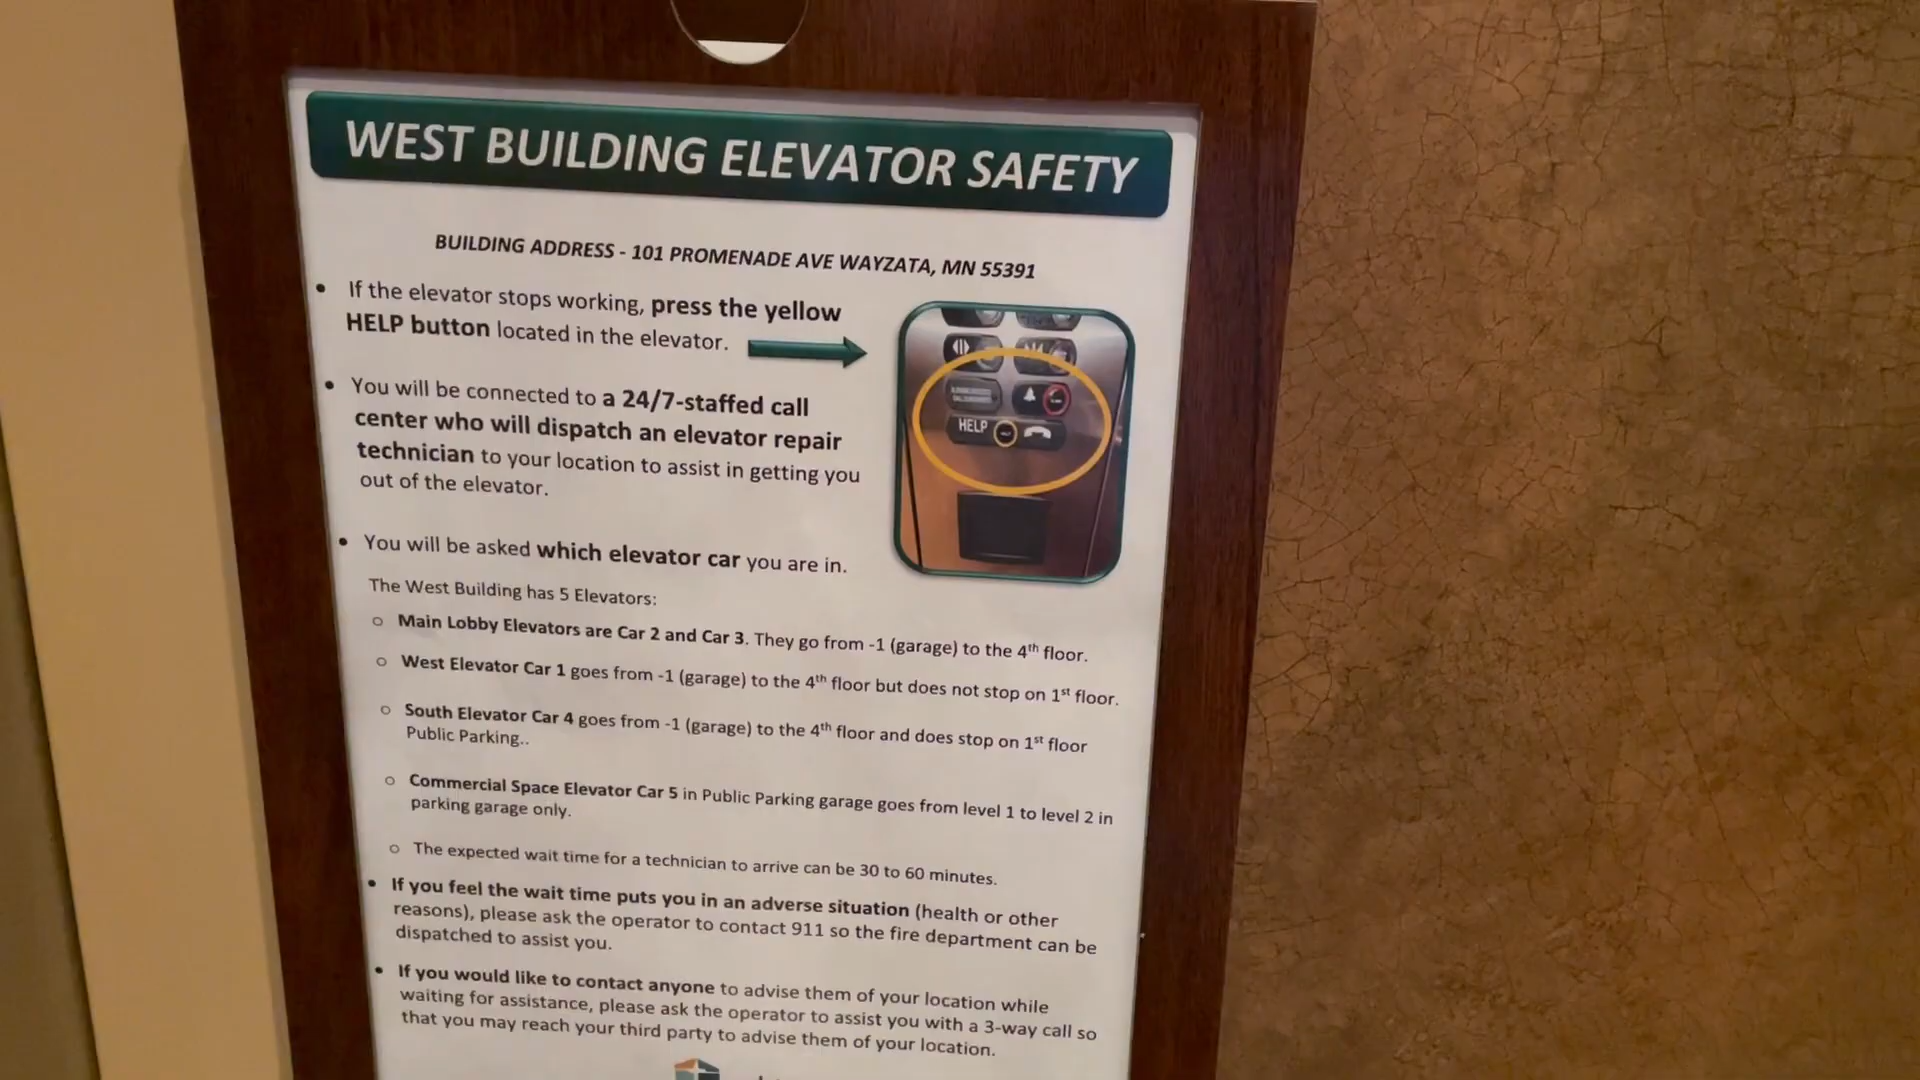 WEST BUILDING ELEVATOR SAFETY
BUILDING ADDRESS - 101 PROMENADE AVE WAYZATA, MN 55391
• If the elevator stops working, press the yellow
HELP button located in the elevator.
• You will be connected to a 24/7-staffed call
center who will dispatch an elevator repair
technician to your location to assist in getting you
out of the elevator.
HELP
• You will be asked which elevator car you are in.
The West Building has 5 Elevators:
o Main Lobby Elevators are Car 2 and Car 3. They go from -1 (garage) to the 4th floor.
o West Elevator Car 1 goes from -1 (garage) to the 4th floor but does not stop on 1st floor.
o South Elevator Car 4 goes from -1 (garage) to the 4th floor and does stop on 1st floor
Public Parking..
o Commercial Space Elevator Car 5 in Public Parking garage goes from level 1 to level 2 in
parking garage only.
o The expected wait time for a technician to arrive can be 30 to 60 minutes.
• If you feel the wait time puts you in an adverse situation (health or other
reasons), please ask the operator to contact 911 so the fire department can be
dispatched to assist you.
• If you would like to contact anyone to advise them of your location while
waiting for assistance, please ask the operator to assist you with a 3-way call so
that you may reach your third party to advise them of your location.